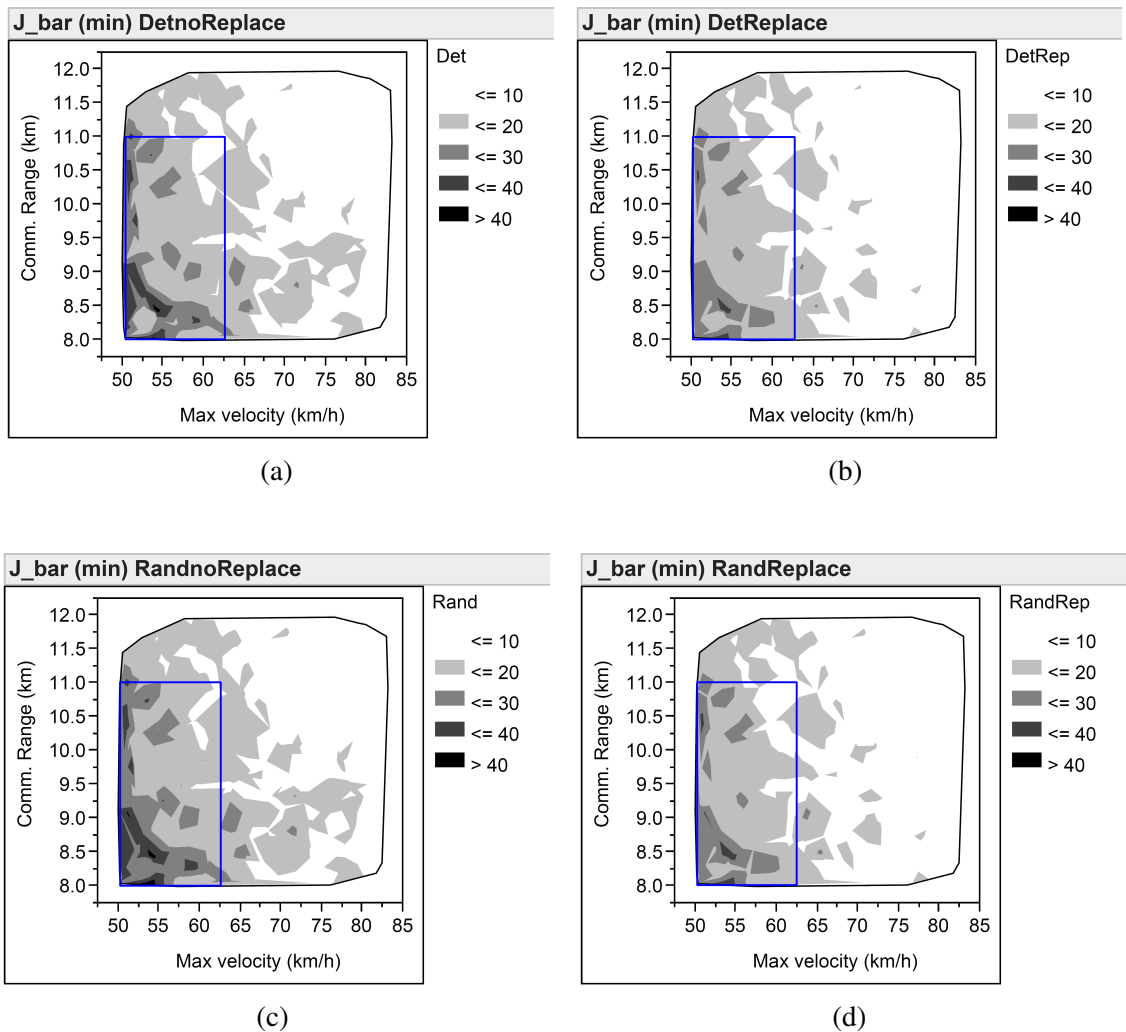 J_bar (min) DetnoReplace
Comm. Range (km)
12.0
11.5
11.0
10.5
10.0
9.5
9.0
8.5
8.0
50 55 60 65 70 75 80 85
Max velocity (km/h)
Det
<= 10
<= 20
<= 30
<= 40
> 40
(a)
J_bar (min) DetReplace
Comm. Range (km)
12.0
11.5
11.0
10.5
10.0
9.5
9.0
8.5
8.0
50 55 60 65 70 75 80 85
Max velocity (km/h)
DetRep
<= 10
<= 20
<= 30
<= 40
> 40
(b)
J_bar (min) RandnoReplace
Comm. Range (km)
12.0
11.5
11.0
10.5
10.0
9.5
9.0
8.5
8.0
50 55 60 65 70 75 80 85
Max velocity (km/h)
Rand
<= 10
<= 20
<= 30
<= 40
> 40
(c)
J_bar (min) RandReplace
Comm. Range (km)
12.0
11.5
11.0
10.5
10.0
9.5
9.0
8.5
8.0
50 55 60 65 70 75 80 85
Max velocity (km/h)
RandRep
<= 10
<= 20
<= 30
<= 40
> 40
(d)